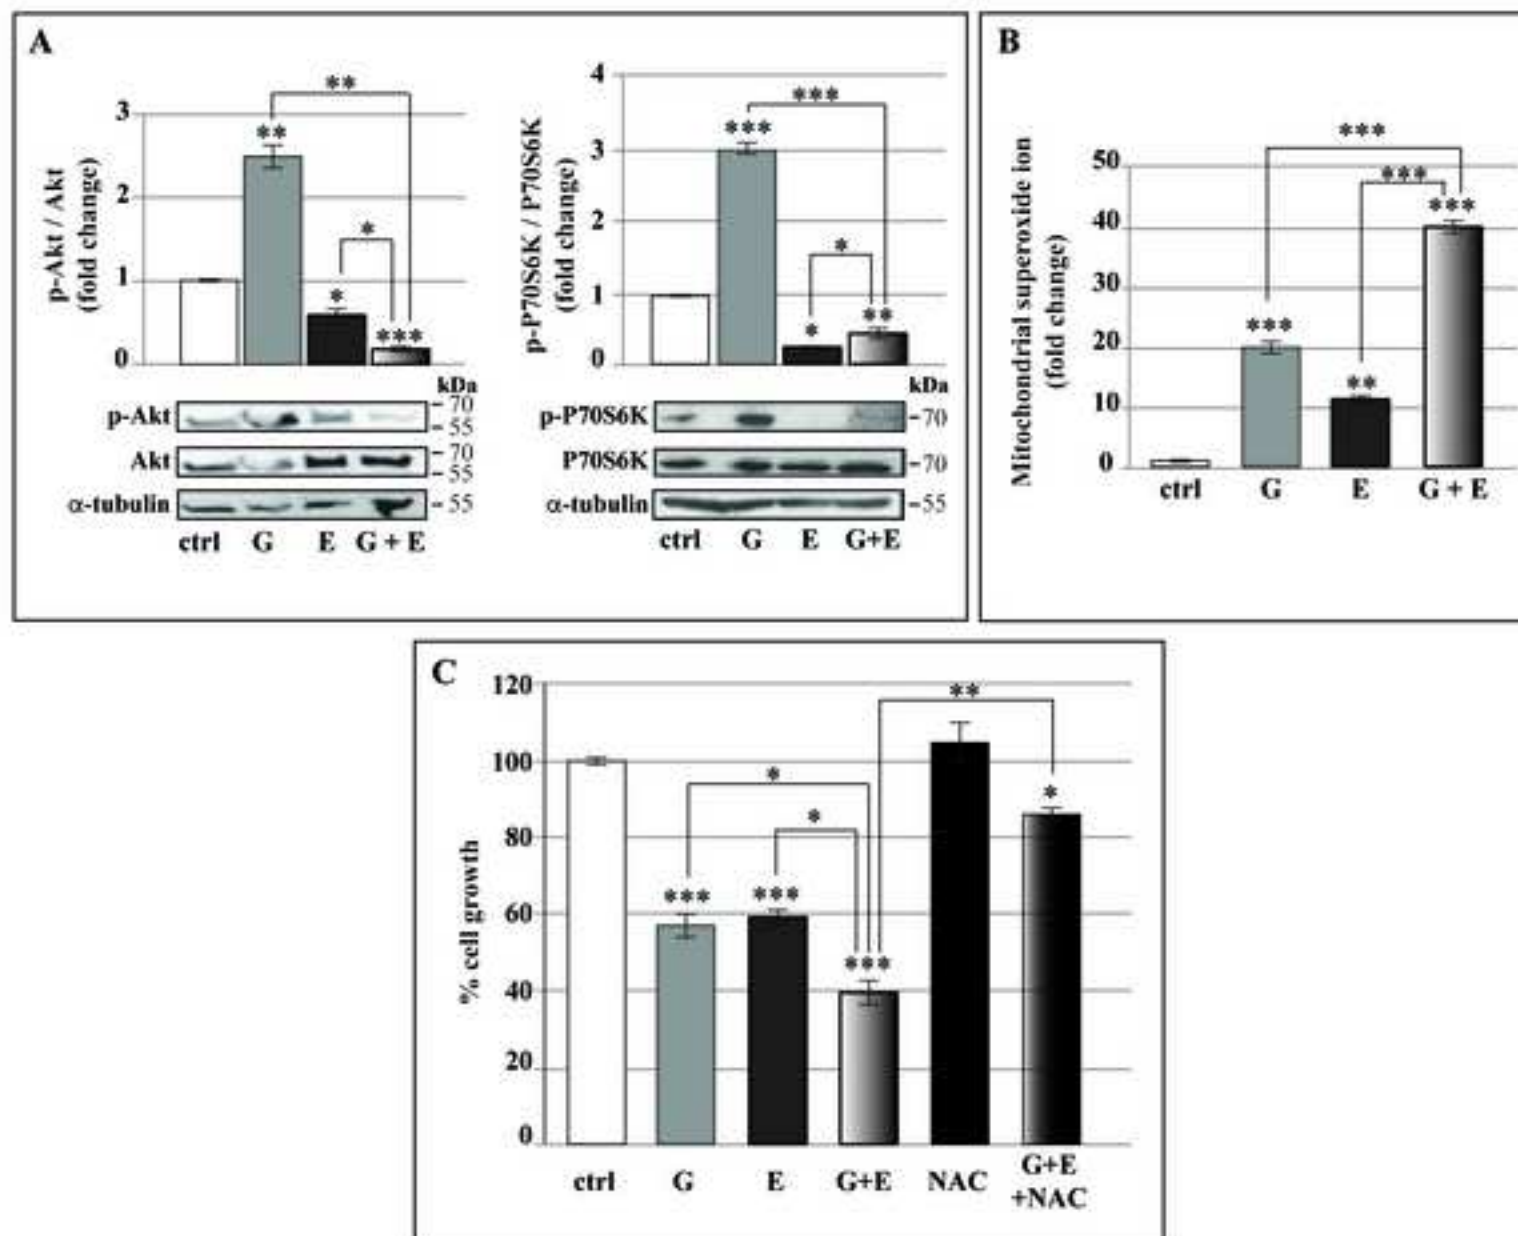 A
p-Akt / Akt
(fold change)
3
2
1
0
**
**
*
*
***
kDa
p-Akt
70
55
Akt
70
55
α-tubulin
55
ctrl G E G + E
p-P70S6K / P70S6K
(fold change)
4
3
2
1
0
***
***
*
*
**
kDa
p-P70S6K
70
P70S6K
70
α-tubulin
55
ctrl G E G+E
B
Mitochondrial superoxide ion
(fold change)
50
40
30
20
10
0
***
***
***
***
**
ctrl G E G + E
C
% cell growth
120
100
80
60
40
20
0
**
*
*
*
***
***
***
ctrl G E G+E NAC G+E
+NAC